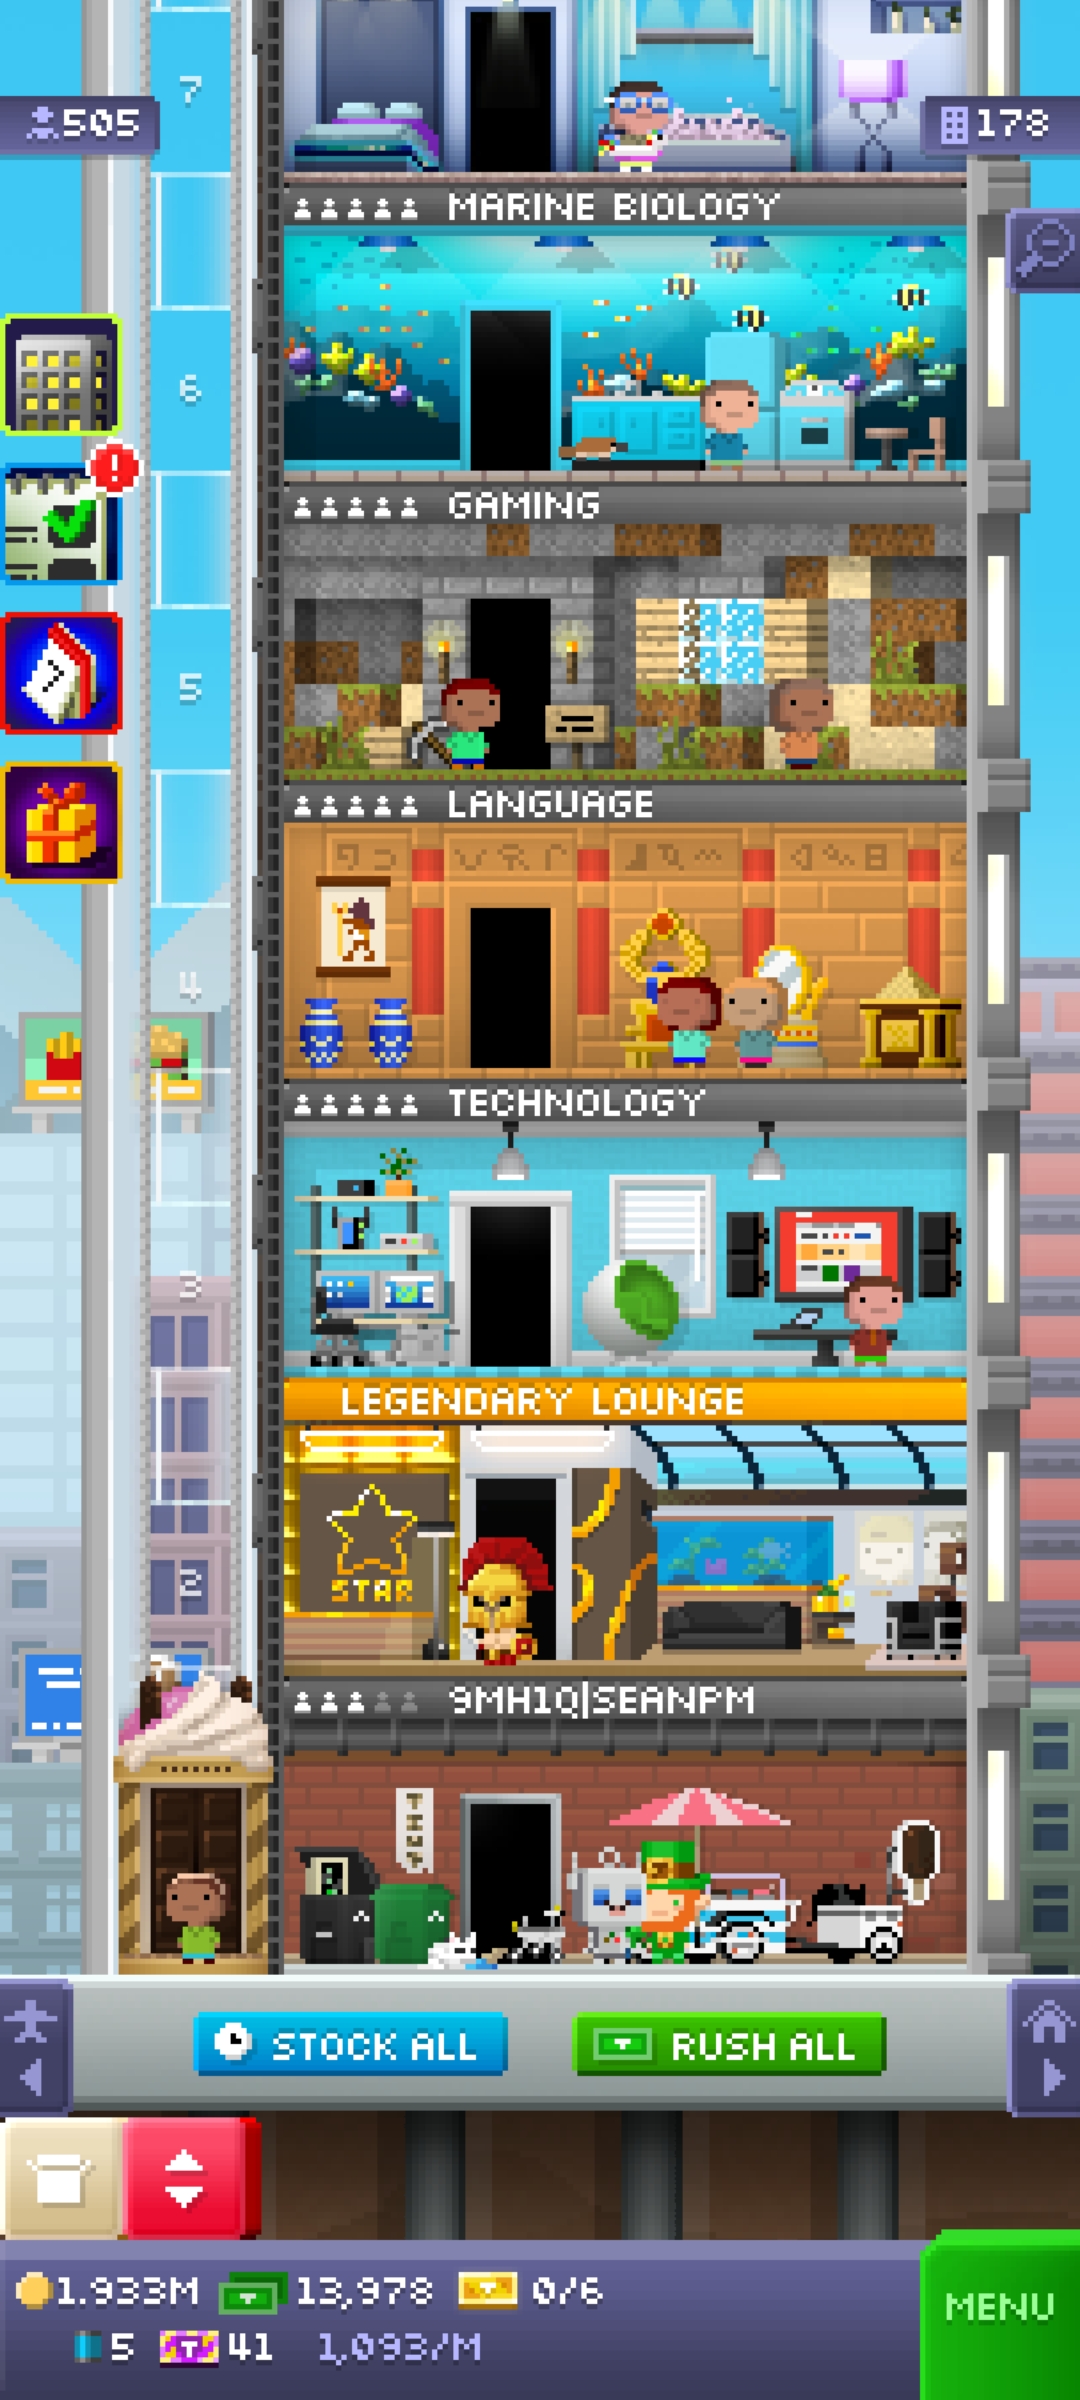 7
505
178
MARINE BIOLOGY
6
GAMING
5
LANGUAGE
4
TECHNOLOGY
3
LEGENDARY LOUNGE
STAR
2
9MH1Q|SEANPM
TINY
STOCK ALL
RUSH ALL
1.933M
13,978
0/6
MENU
5
41
1,093/M